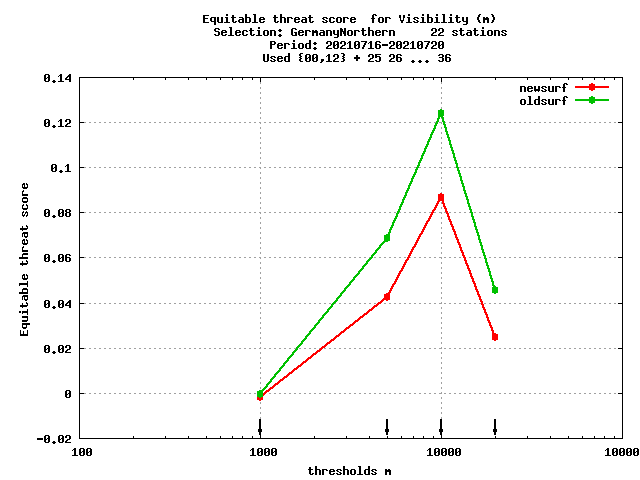 Equitable threat score  for Visibility (m)
Selection: GermanyNorthern     22 stations
Period: 20210716-20210720
Used {00,12} + 25 26 ... 36
newsurf
oldsurf
Equitable threat score
0.14
0.12
0.1
0.08
0.06
0.04
0.02
0
-0.02
100 1000 10000 10000
thresholds m